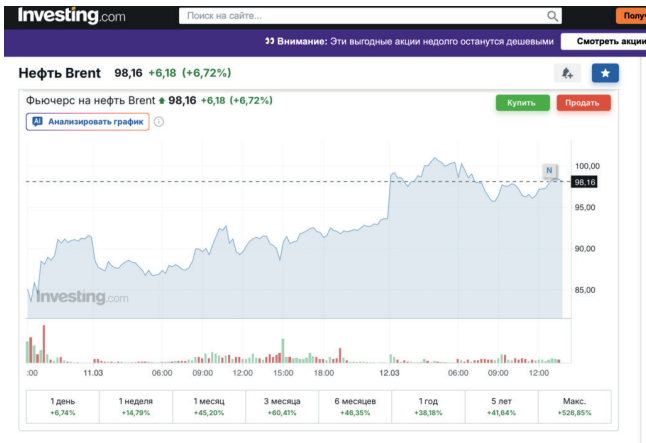 Investing.com
Поиск на сайте...
Внимание: Эти выгодные акции недолго останутся дешевыми
Смотреть акции
Нефть Brent 98,16 +6,18 (+6,72%)
Фьючерс на нефть Brent 98,16 +6,18 (+6,72%)
Купить
Продать
AI Анализировать график
N
100,00
98,16
95,00
90,00
85,00
Investing.com
:00 11.03 06:00 09:00 12:00 15:00 18:00 12.03 06:00 09:00 12:00
1 день 1 неделя 1 месяц 3 месяца 6 месяцев 1 год 5 лет Макс.
+6,74% +14,79% +45,20% +60,41% +46,35% +38,18% +41,64% +526,85%